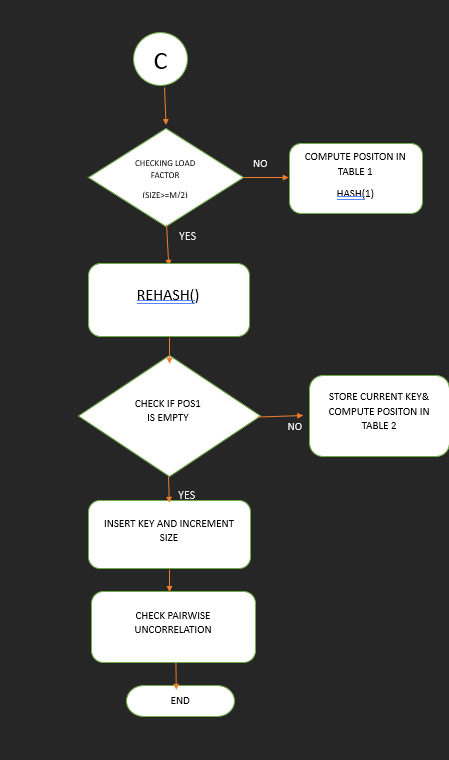 C
CHECKING LOAD
FACTOR
(SIZE>=M/2)
NO
COMPUTE POSITON IN
TABLE 1
HASH(1)
YES
REHASH()
CHECK IF POS1
IS EMPTY
NO
STORE CURRENT KEY&
COMPUTE POSITON IN
TABLE 2
YES
INSERT KEY AND INCREMENT
SIZE
CHECK PAIRWISE
UNCORRELATION
END